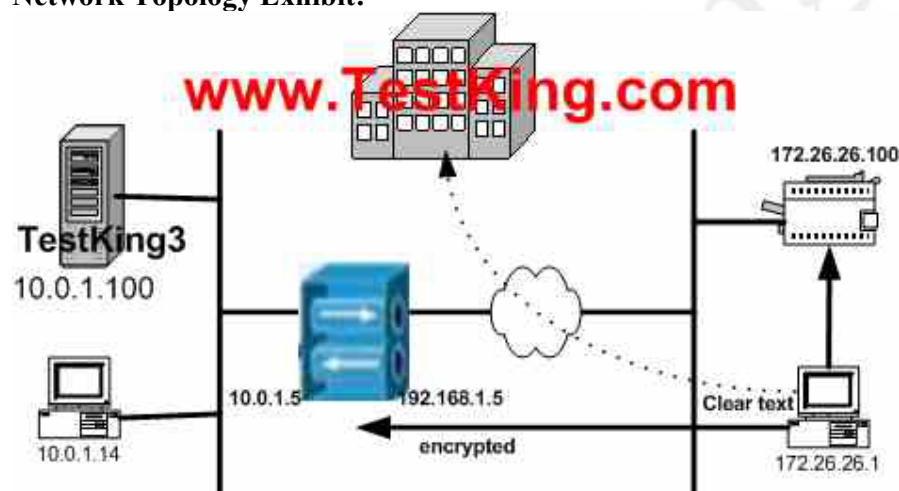 Network Topology Exhibit:
www.TestKing.com
172.26.26.100
TestKing3
10.0.1.100
10.0.1.5
192.168.1.5
Clear text
10.0.1.14
encrypted
172.26.26.1